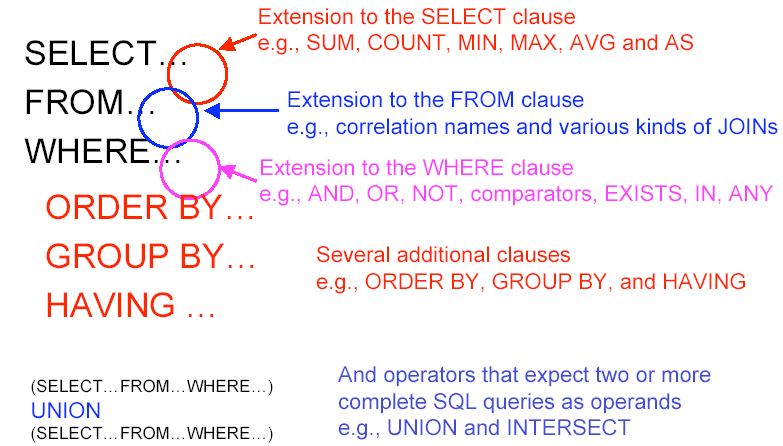 Extension to the SELECT clause
e.g., SUM, COUNT, MIN, MAX, AVG and AS
SELECT…
FROM…
Extension to the FROM clause
e.g., correlation names and various kinds of JOINs
WHERE…
Extension to the WHERE clause
e.g., AND, OR, NOT, comparators, EXISTS, IN, ANY
ORDER BY…
GROUP BY…
HAVING …
Several additional clauses
e.g., ORDER BY, GROUP BY, and HAVING
(SELECT…FROM…WHERE…)
UNION
(SELECT…FROM…WHERE…)
And operators that expect two or more
complete SQL queries as operands
e.g., UNION and INTERSECT